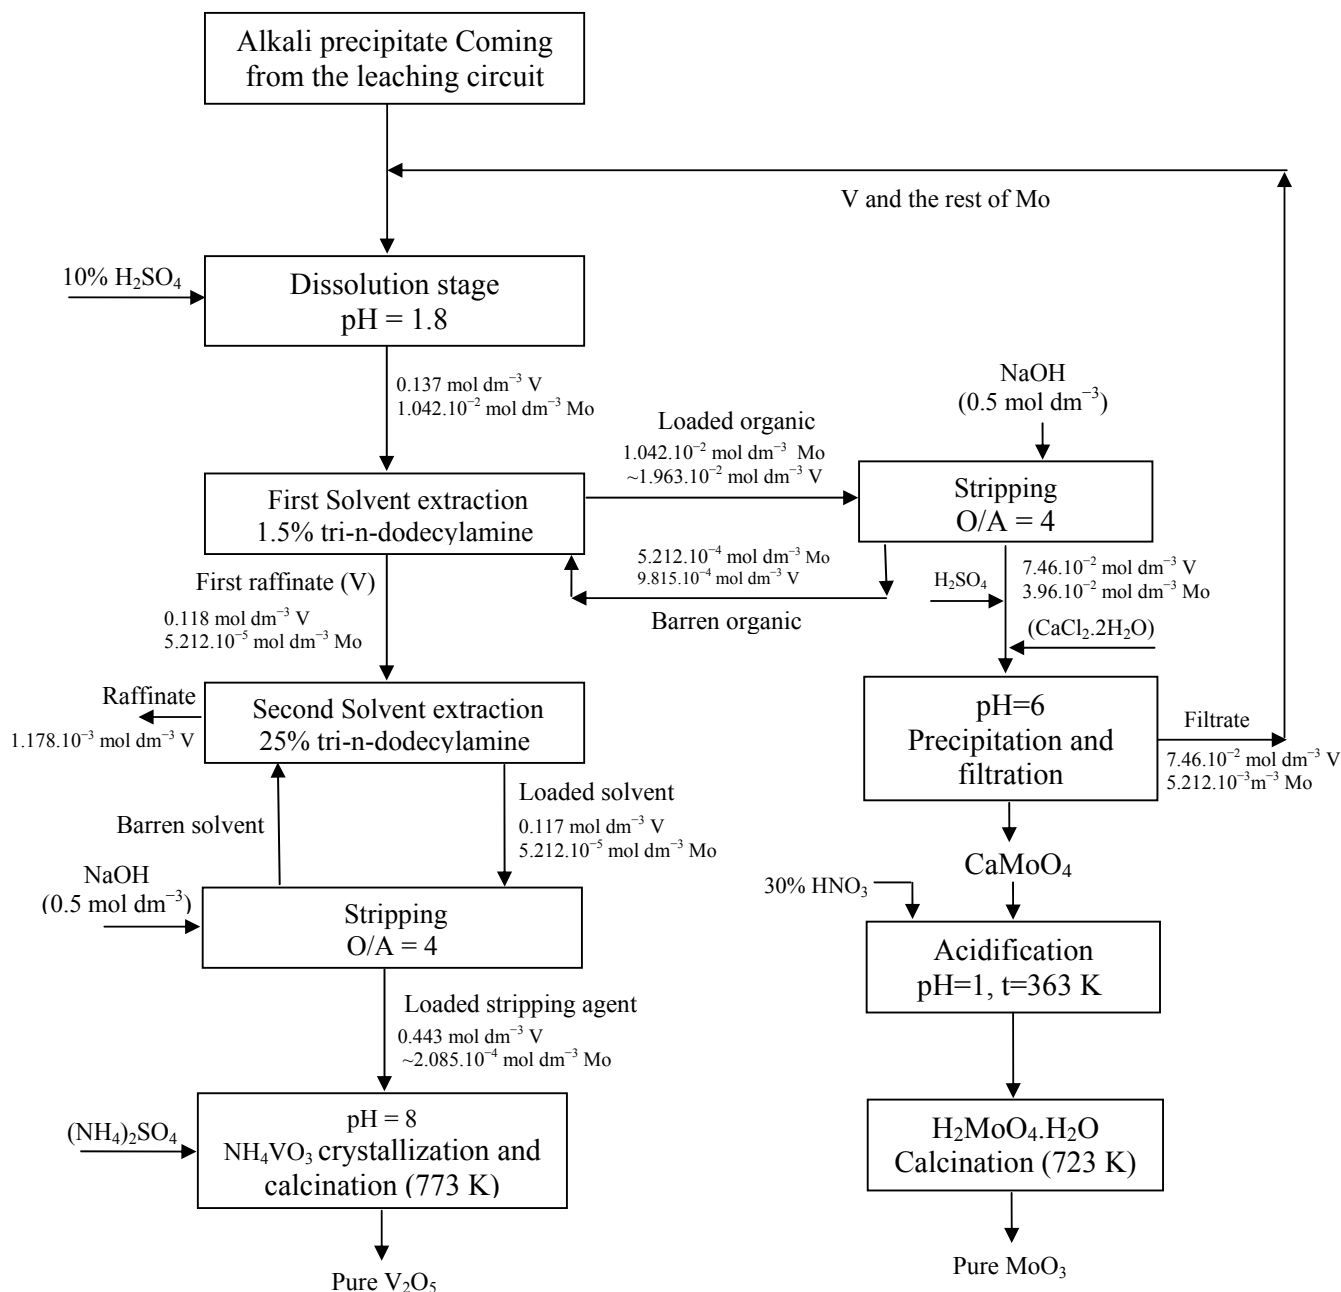 Alkali precipitate Coming
from the leaching circuit
V and the rest of Mo
10% H₂SO₄
Dissolution stage
pH = 1.8
0.137 mol dm⁻³ V
1.042.10⁻² mol dm⁻³ Mo
NaOH
(0.5 mol dm⁻³)
Loaded organic
1.042.10⁻² mol dm⁻³ Mo
~1.963.10⁻² mol dm⁻³ V
First Solvent extraction
1.5% tri-n-dodecylamine
Stripping
O/A = 4
5.212.10⁻⁴ mol dm⁻³ Mo
9.815.10⁻⁴ mol dm⁻³ V
Barren organic
H₂SO₄
7.46.10⁻² mol dm⁻³ V
3.96.10⁻² mol dm⁻³ Mo
(CaCl₂.2H₂O)
First raffinate (V)
0.118 mol dm⁻³ V
5.212.10⁻⁵ mol dm⁻³ Mo
Raffinate
1.178.10⁻³ mol dm⁻³ V
Second Solvent extraction
25% tri-n-dodecylamine
pH=6
Precipitation and
filtration
Filtrate
7.46.10⁻² mol dm⁻³ V
5.212.10⁻³m⁻³ Mo
Barren solvent
Loaded solvent
0.117 mol dm⁻³ V
5.212.10⁻⁵ mol dm⁻³ Mo
CaMoO₄
NaOH
(0.5 mol dm⁻³)
30% HNO₃
Stripping
O/A = 4
Acidification
pH=1, t=363 K
Loaded stripping agent
0.443 mol dm⁻³ V
~2.085.10⁻⁴ mol dm⁻³ Mo
(NH₄)₂SO₄
pH = 8
NH₄VO₃ crystallization and
calcination (773 K)
H₂MoO₄.H₂O
Calcination (723 K)
Pure V₂O₅
Pure MoO₃